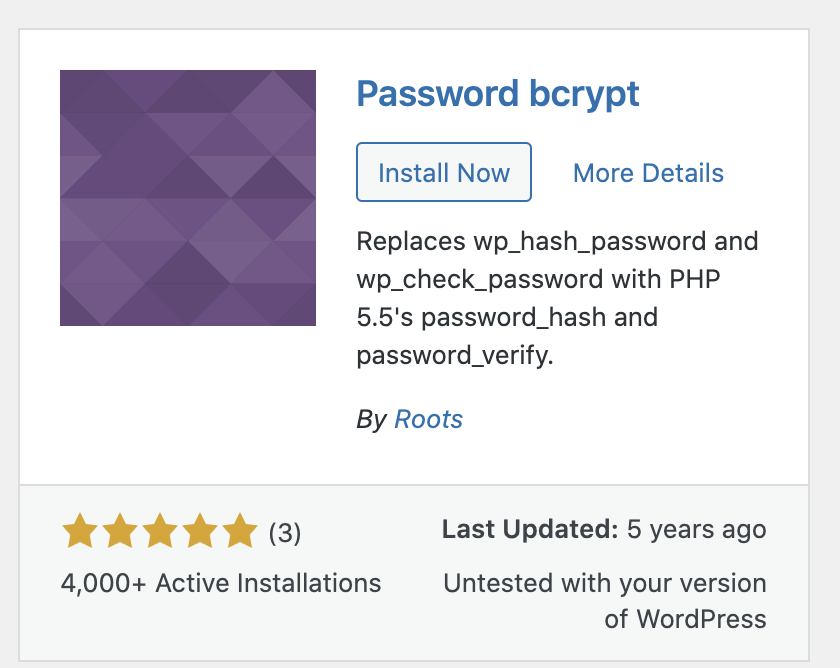 Password bcrypt
Install Now
More Details
Replaces wp_hash_password and
wp_check_password with PHP
5.5's password_hash and
password_verify.
By Roots
(3)
Last Updated: 5 years ago
4,000+ Active Installations
Untested with your version
of WordPress